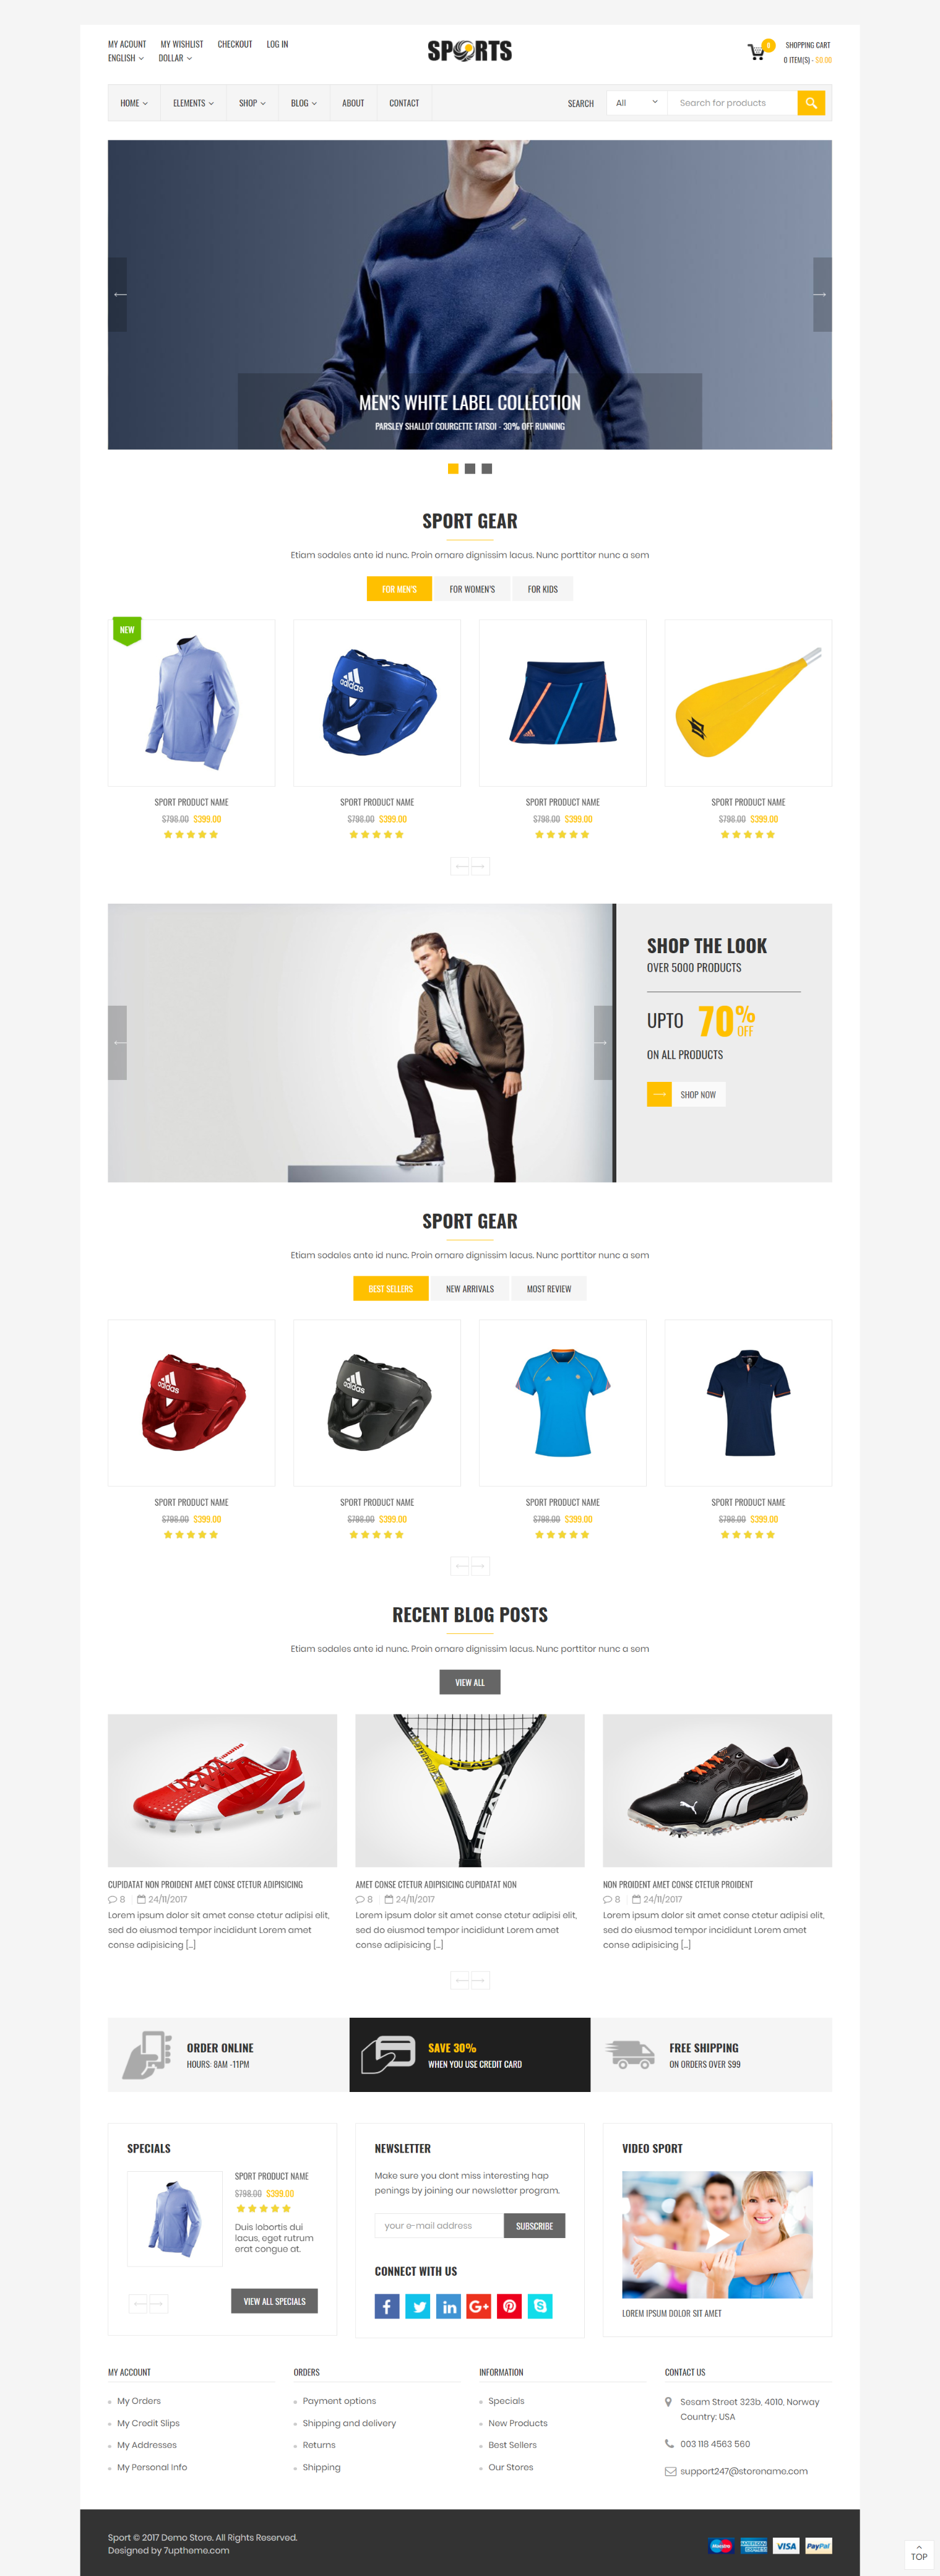 MY ACOUNT MY WISHLIST CHECKOUT LOG IN
ENGLISH DOLLAR
SPORTS
0
SHOPPING CART
0 ITEM(S) - $0.00
HOME ELEMENTS SHOP BLOG ABOUT CONTACT
SEARCH All Search for products
MEN'S WHITE LABEL COLLECTION
PARSLEY SHALLOT COURGETTE TATSOI - 30% OFF RUNNING
SPORT GEAR
Etiam sodales ante id nunc. Proin ornare dignissim lacus. Nunc porttitor nunc a sem
FOR MEN'S FOR WOMEN'S FOR KIDS
NEW
adidas
SPORT PRODUCT NAME
$798.00 $399.00
SPORT PRODUCT NAME
$798.00 $399.00
SPORT PRODUCT NAME
$798.00 $399.00
SPORT PRODUCT NAME
$798.00 $399.00
SHOP THE LOOK
OVER 5000 PRODUCTS
UPTO 70% OFF
ON ALL PRODUCTS
SHOP NOW
SPORT GEAR
Etiam sodales ante id nunc. Proin ornare dignissim lacus. Nunc porttitor nunc a sem
BEST SELLERS NEW ARRIVALS MOST REVIEW
adidas
adidas
SPORT PRODUCT NAME
$798.00 $399.00
SPORT PRODUCT NAME
$798.00 $399.00
SPORT PRODUCT NAME
$798.00 $399.00
SPORT PRODUCT NAME
$798.00 $399.00
RECENT BLOG POSTS
Etiam sodales ante id nunc. Proin ornare dignissim lacus. Nunc porttitor nunc a sem
VIEW ALL
HEAD
HEAD
CUPIDATAT NON PROIDENT AMET CONSE CTETUR ADIPISICING
8 24/11/2017
Lorem ipsum dolor sit amet conse ctetur adipisi elit,
sed do eiusmod tempor incididunt Lorem amet
conse adipisicing [...]
AMET CONSE CTETUR ADIPISICING CUPIDATAT NON
8 24/11/2017
Lorem ipsum dolor sit amet conse ctetur adipisi elit,
sed do eiusmod tempor incididunt Lorem amet
conse adipisicing [...]
NON PROIDENT AMET CONSE CTETUR PROIDENT
8 24/11/2017
Lorem ipsum dolor sit amet conse ctetur adipisi elit,
sed do eiusmod tempor incididunt Lorem amet
conse adipisicing [...]
ORDER ONLINE
HOURS: 8AM -11PM
SAVE 30%
WHEN YOU USE CREDIT CARD
FREE SHIPPING
ON ORDERS OVER $99
SPECIALS
SPORT PRODUCT NAME
$798.00 $399.00
Duis lobortis dui
lacus, eget rutrum
erat congue at.
VIEW ALL SPECIALS
NEWSLETTER
Make sure you dont miss interesting hap
penings by joining our newsletter program.
your e-mail address SUBSCRIBE
CONNECT WITH US
VIDEO SPORT
LOREM IPSUM DOLOR SIT AMET
MY ACCOUNT
My Orders
My Credit Slips
My Addresses
My Personal Info
ORDERS
Payment options
Shipping and delivery
Returns
Shipping
INFORMATION
Specials
New Products
Best Sellers
Our Stores
CONTACT US
Sesam Street 323b, 4010, Norway
Country: USA
003 118 4563 560
support247@storename.com
Sport © 2017 Demo Store. All Rights Reserved.
Designed by 7uptheme.com
Maestro AMERICAN EXPRESS VISA PayPal
TOP